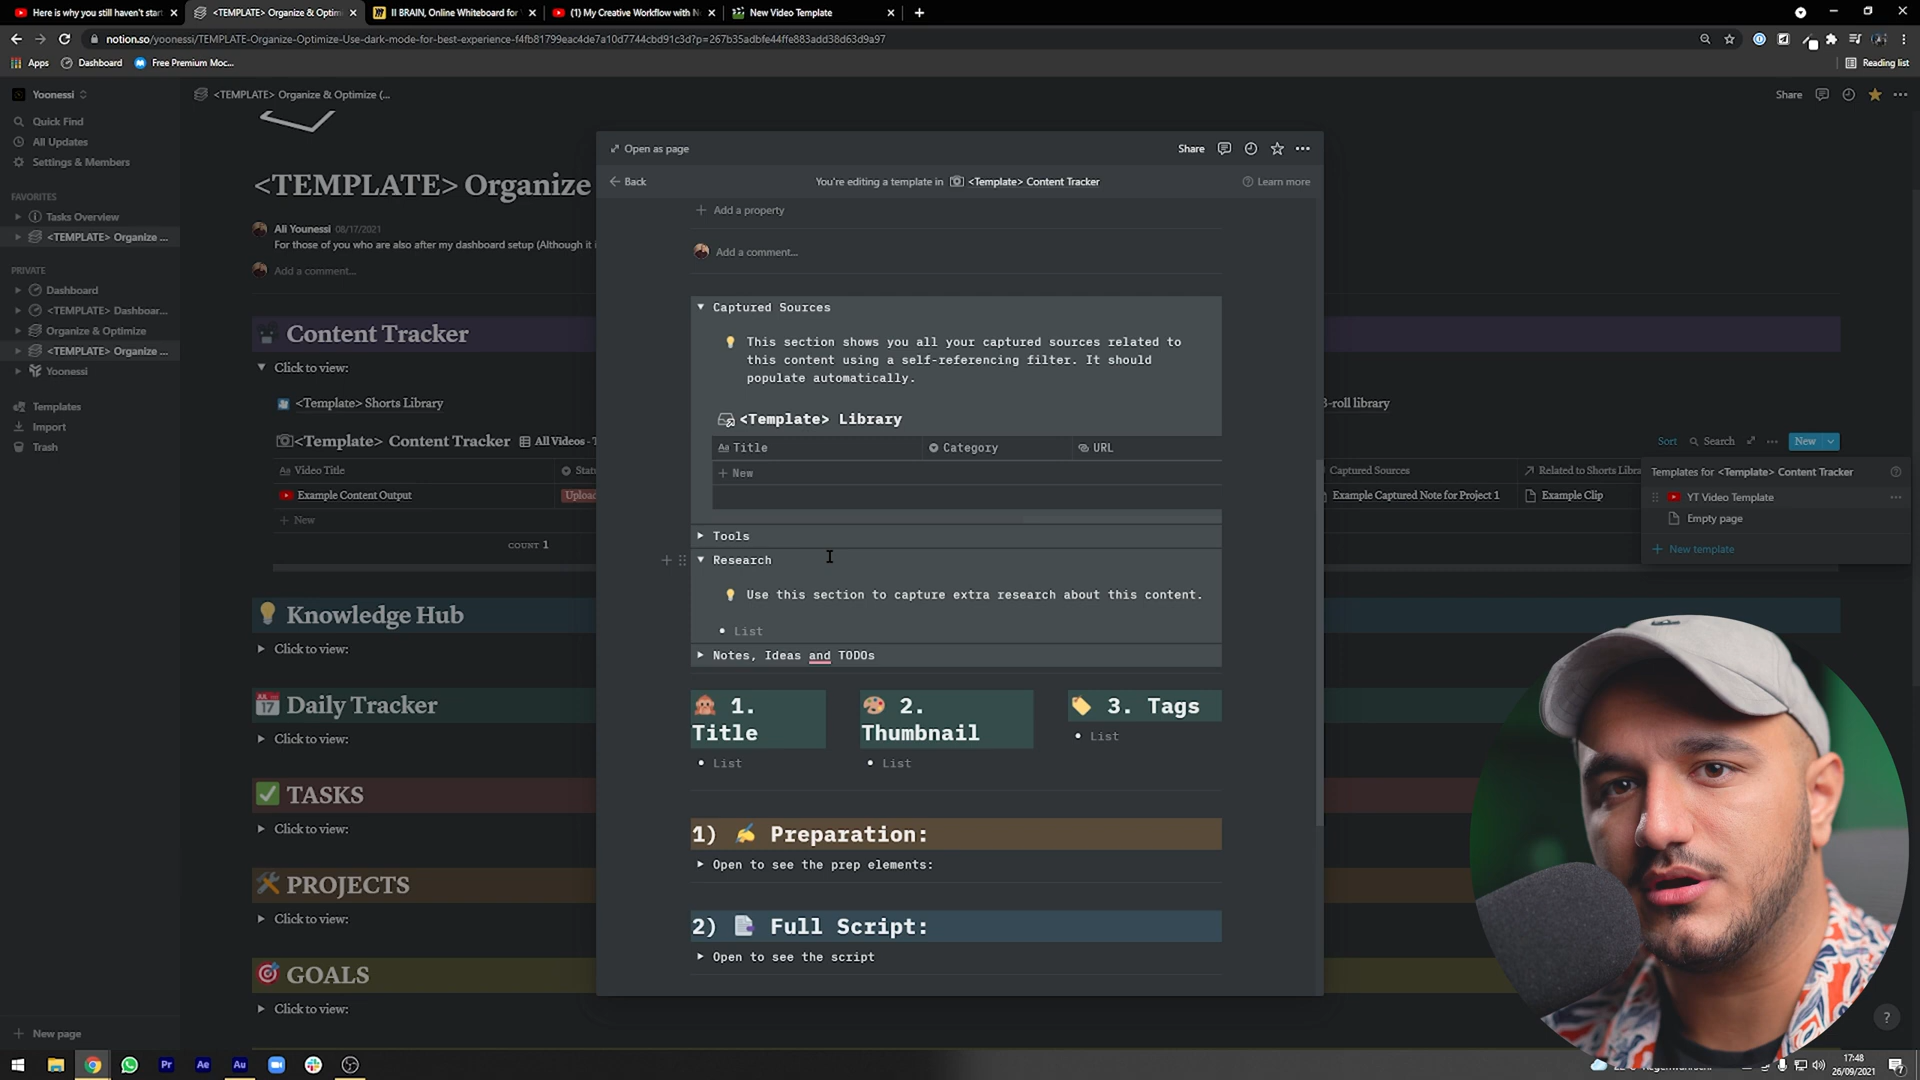 Here is why you still haven't start
<TEMPLATE> Organize & Optim
II BRAIN, Online Whiteboard for
(1) My Creative Workflow with N
New Video Template
notion.so/yoonessi/TEMPLATE-Organize-Optimize-Use-dark-mode-for-best-experience-f4fb81799eac4de7a10d7744cbd91c3d?p=267b35adbfe44ffe883add38d63d9a97
Apps
Dashboard
Free Premium Moc...
Reading list
Yoonessi
<TEMPLATE> Organize & Optimize (...
Share
Quick Find
All Updates
Settings & Members
FAVORITES
Tasks Overview
<TEMPLATE> Organize ...
PRIVATE
Dashboard
<TEMPLATE> Dashboar...
Organize & Optimize
<TEMPLATE> Organize ...
Yoonessi
Templates
Import
Trash
New page
<TEMPLATE> Organize
Ali Younessi 08/17/2021
For those of you who are also after my dashboard setup (Although it i
Add a comment...
Content Tracker
Click to view:
<Template> Shorts Library
<Template> Content Tracker
All Videos - T
Video Title
Statu
Example Content Output
Uploa
+ New
COUNT 1
Knowledge Hub
Click to view:
Daily Tracker
Click to view:
TASKS
Click to view:
PROJECTS
Click to view:
GOALS
Click to view:
Open as page
Share
Back
You're editing a template in <Template> Content Tracker
Learn more
+ Add a property
Add a comment...
Captured Sources
This section shows you all your captured sources related to
this content using a self-referencing filter. It should
populate automatically.
<Template> Library
Aa Title
Category
URL
+ New
Tools
Research
Use this section to capture extra research about this content.
• List
Notes, Ideas and TODOs
1.
Title
• List
2.
Thumbnail
• List
3. Tags
• List
1) Preparation:
Open to see the prep elements:
2) Full Script:
Open to see the script
-roll library
Sort
Search
New
Captured Sources
Related to Shorts Libra
Example Captured Note for Project 1
Example Clip
Templates for <Template> Content Tracker
YT Video Template
Empty page
+ New template
?
Pr
Ae
Au
17:48
26/09/2021